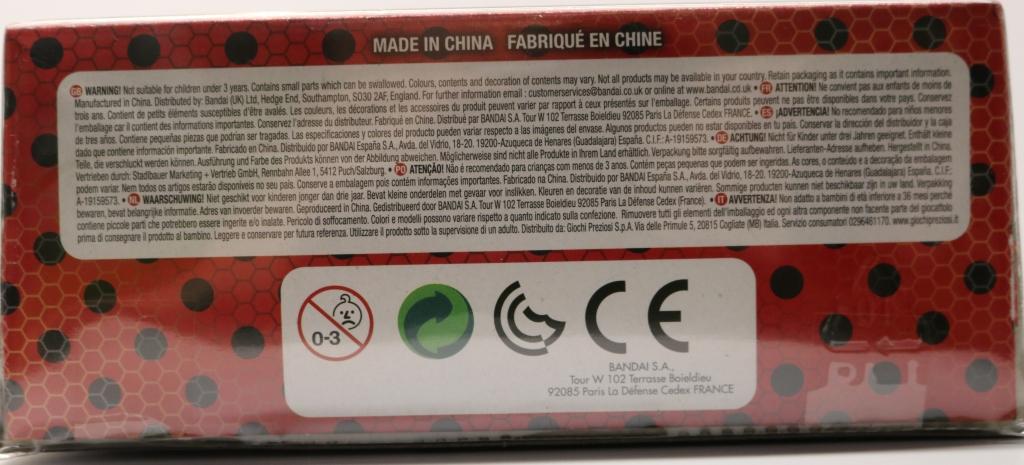 MADE IN CHINA FABRIQUÉ EN CHINE
GB WARNING! Not suitable for children under 3 years. Contains small parts which can be swallowed. Colours, contents and decoration of contents may vary. Not all products may be available in your country. Retain packaging as it contains important information.
Manufactured in China. Distributed by: Bandai (UK) Ltd, Hedge End, Southampton, SO30 2AF, England. For further information email : customerservices@bandai.co.uk or online at www.bandai.co.uk • FR ATTENTION! Ne convient pas aux enfants de moins de
trois ans. Contient de petits éléments susceptibles d'être avalés. Les couleurs, les décorations et les accessoires du produit peuvent varier par rapport à ceux présentés sur l'emballage. Certains produits peuvent ne pas être disponibles dans votre pays. Conservez
l'emballage car il contient des informations importantes. Conservez l'adresse du distributeur. Fabriqué en Chine. Distribué par BANDAI S.A. Tour W 102 Terrasse Boieldieu 92085 Paris La Défense Cedex FRANCE. • ES ¡ADVERTENCIA! No recomendado para niños menores
de tres años. Contiene pequeñas piezas que podrían ser tragadas. Las especificaciones y colores del producto pueden variar respecto a las imágenes del envase. Algunos productos pueden no estar disponibles en tu país. Conservar la dirección del distribuidor y la caja
dado que contiene información importante. Fabricado en China. Distribuido por BANDAI España S.A., Avda. del Vidrio, 18-20. 19200-Azuqueca de Henares (Guadalajara) España. C.I.F.: A-19159573. • DE ACHTUNG! Nicht für Kinder unter drei Jahren geeignet. Enthält kleine
Teile, die verschluckt werden können. Ausführung und Farbe des Produkts können von der Abbildung abweichen. Möglicherweise sind nicht alle Produkte in Ihrem Land erhältlich. Verpackung bitte sorgfältig aufbewahren. Lieferanten-Adresse aufheben. Hergestellt in China.
Vertrieben durch: Stadlbauer Marketing + Vertrieb GmbH, Rennbahn Allee 1, 5412 Puch/Salzburg. • PO ATENÇÃO! Não é recomendado para crianças com menos de 3 anos. Contém peças pequenas que podem ser ingeridas. As cores, o conteúdo e a decoração da embalagem
podem variar. Nem todos os artigos estarão disponíveis no seu país. Conserve a embalagem pois contém informações importantes. Fabricado na China. Distribuído por BANDAI España S.A., Avda. del Vidrio, 18-20. 19200-Azuqueca de Henares (Guadalajara) España. C.I.F:
A-19159573. • NL WAARSCHUWING! Niet geschikt voor kinderen jonger dan drie jaar. Bevat kleine onderdelen met gevaar voor inslikken. Kleuren en decoratie van de inhoud kunnen variëren. Sommige producten kunnen niet beschikbaar zijn in uw land. Verpakking
bewaren, bevat belangrijke informatie. Adres van invoerder bewaren. Geproduceerd in China. Gedistribueerd door BANDAI S.A. Tour W 102 Terrasse Boieldieu 92085 Paris La Défense Cedex (France). • IT AVVERTENZA! Non adatto a bambini di età inferiore a 36 mesi perché
contiene piccole parti che potrebbero essere ingerite e/o inalate. Pericolo di soffocamento. Colori e modelli possono variare rispetto a quanto indicato sulla confezione. Rimuovere tutti gli elementi dell'imballaggio ed ogni altra componente non facente parte del giocattolo
prima di consegnare il prodotto al bambino. Leggere e conservare per futura referenza. Utilizzare il prodotto sotto la supervisione di un adulto. Distribuito da: Giochi Preziosi S.p.A. Via delle Primule 5, 20815 Cogliate (MB) Italia. Servizio consumatori 0296461170. www.giochipreziosi.it
0-3
CE
BANDAI S.A.,
Tour W 102 Terrasse Boieldieu
92085 Paris La Défense Cedex FRANCE